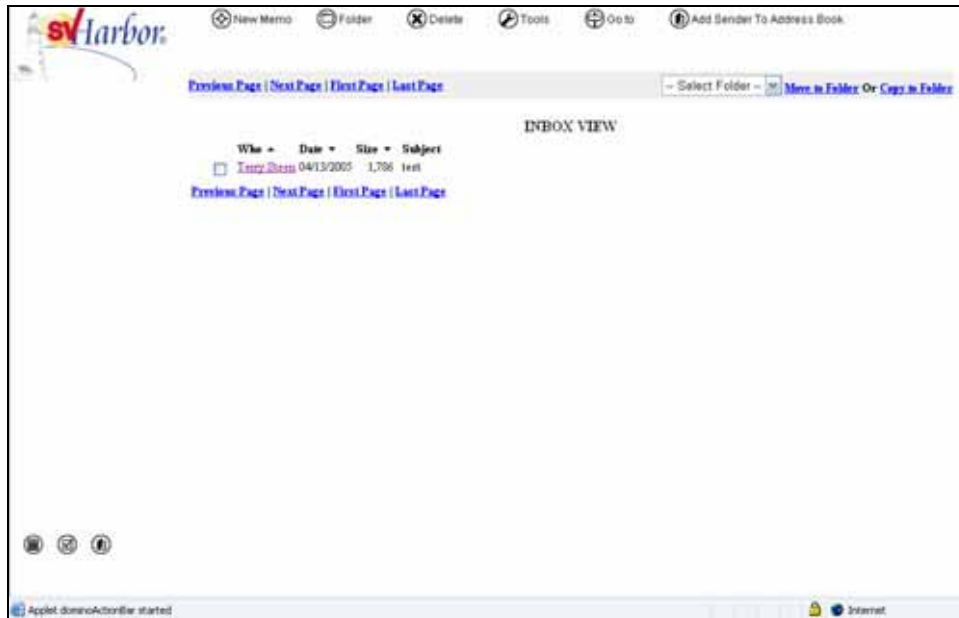 svHarbor®
New Memo Folder Delete Tools Go to Add Sender To Address Book
Previous Page | Next Page | First Page | Last Page
-- Select Folder -- Move to Folder Or Copy to Folder
INBOX VIEW
Who Date Size Subject
Terry 04/13/2005 1,786 test
Previous Page | Next Page | First Page | Last Page
Applet dominoActionBar started
Internet